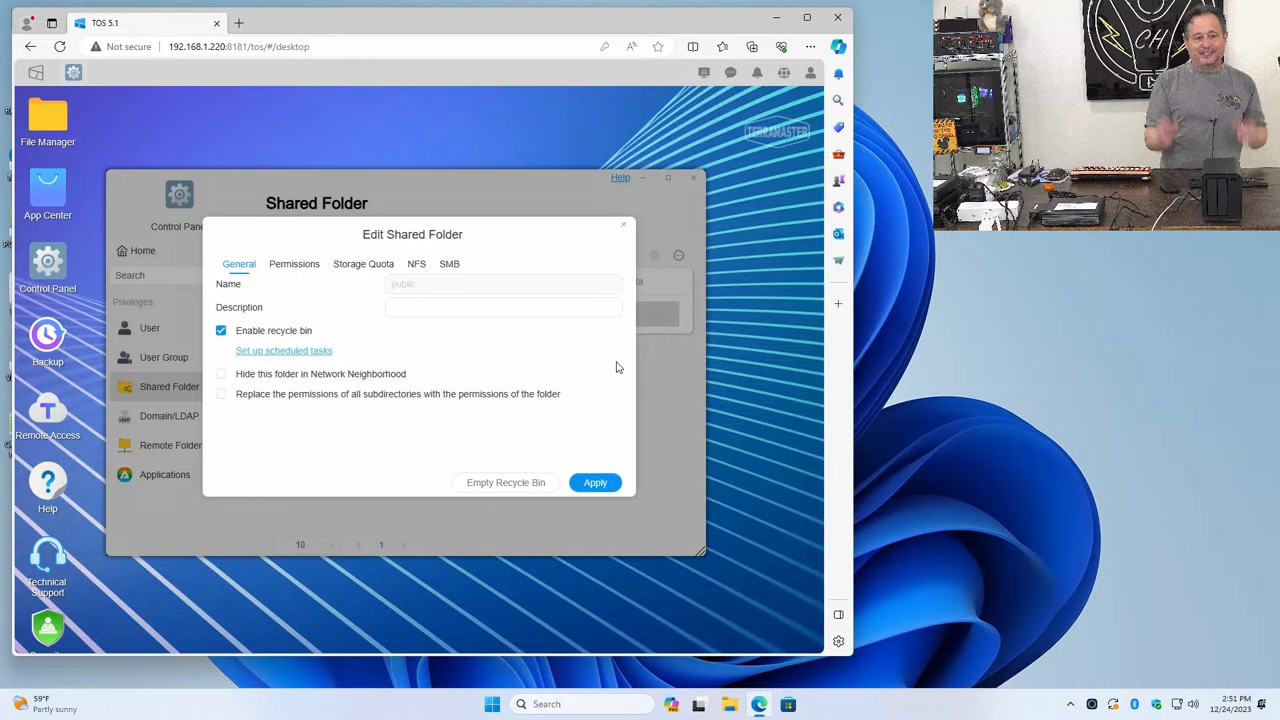 TOS 5.1
Not secure
192.168.1.220:8181/tos/#/desktop
File Manager
App Center
Control Panel
Backup
Remote Access
Help
Technical
Support
TERRAMASTER
Help
Shared Folder
Control Pane
Home
Search
Privileges
User
User Group
Shared Folder
Domain/LDAP
Remote Folder
Applications
10
1
Edit Shared Folder
General
Permissions
Storage Quota
NFS
SMB
Name
public
Description
Enable recycle bin
Set up scheduled tasks
Hide this folder in Network Neighborhood
Replace the permissions of all subdirectories with the permissions of the folder
Empty Recycle Bin
Apply
CH
59°F
Partly sunny
Search
2:51 PM
12/24/2023